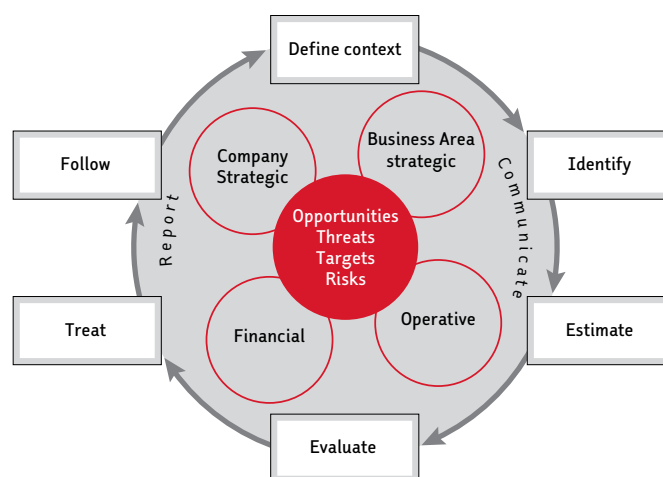 Define context
Business Area
strategic
Company
Strategic
Follow
Identify
Communicate
Report
Opportunities
Threats
Targets
Risks
Treat
Financial
Operative
Estimate
Evaluate